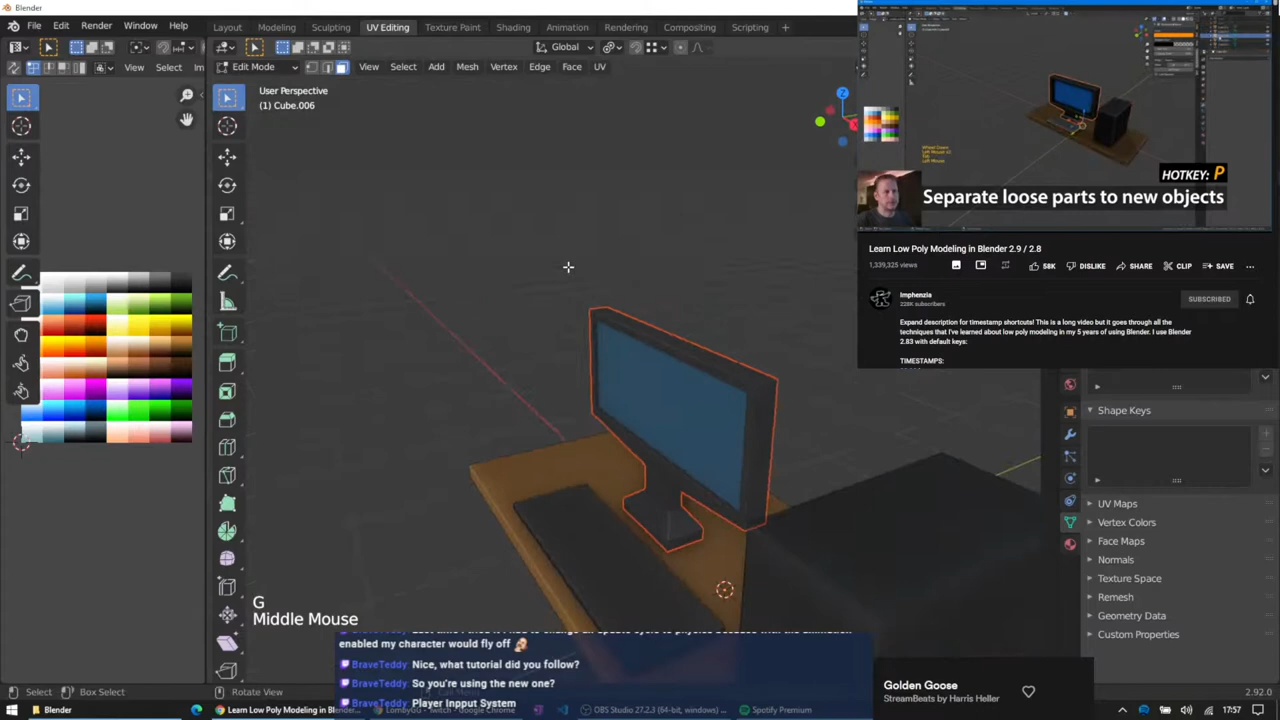 Blender
File Edit Render Window Help
Layout Modeling Sculpting UV Editing Texture Paint Shading Animation Rendering Compositing Scripting
Global
View Select
Edit Mode View Select Add Mesh Vertex Edge Face UV
User Perspective
(1) Cube.006
Z
X
HOTKEY: P
Separate loose parts to new objects
Learn Low Poly Modeling in Blender 2.9 / 2.8
1,339,325 views 58K DISLIKE SHARE CLIP SAVE
Imphenzia
228K subscribers
SUBSCRIBED
Expand description for timestamp shortcuts! This is a long video but it goes through all the
techniques that I've learned about low poly modeling in my 5 years of using Blender. I use Blender
2.83 with default keys:
TIMESTAMPS:
Shape Keys
UV Maps
Vertex Colors
Face Maps
Normals
Texture Space
Remesh
Geometry Data
Custom Properties
G
Middle Mouse
enabled my character would fly off
BraveTeddy: Nice, what tutorial did you follow?
BraveTeddy: So you're using the new one?
BraveTeddy: Player Inpput System
Golden Goose
StreamBeats by Harris Heller
Select Box Select Rotate View
2.92.0
Blender
Learn Low Poly Modeling in Blender...
LornbyGU - Twitch - Google Chrome
OBS Studio 27.2.3 (64-bit, windows)...
Spotify Premium
17:57